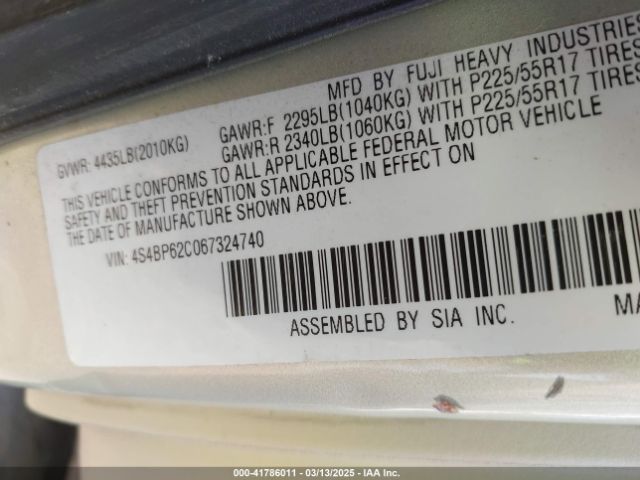 MFD BY FUJI HEAVY INDUSTRIES
GVWR: 4435LB(2010KG) GAWR:F 2295LB(1040KG) WITH P225/55R17 TIRES
GAWR:R 2340LB(1060KG) WITH P225/55R17 TIRES
THIS VEHICLE CONFORMS TO ALL APPLICABLE FEDERAL MOTOR VEHICLE
SAFETY AND THEFT PREVENTION STANDARDS IN EFFECT ON
THE DATE OF MANUFACTURE SHOWN ABOVE.
VIN: 4S4BP62C067324740
ASSEMBLED BY SIA INC. MA
000-41786011 — 03/13/2025 — IAA Inc.